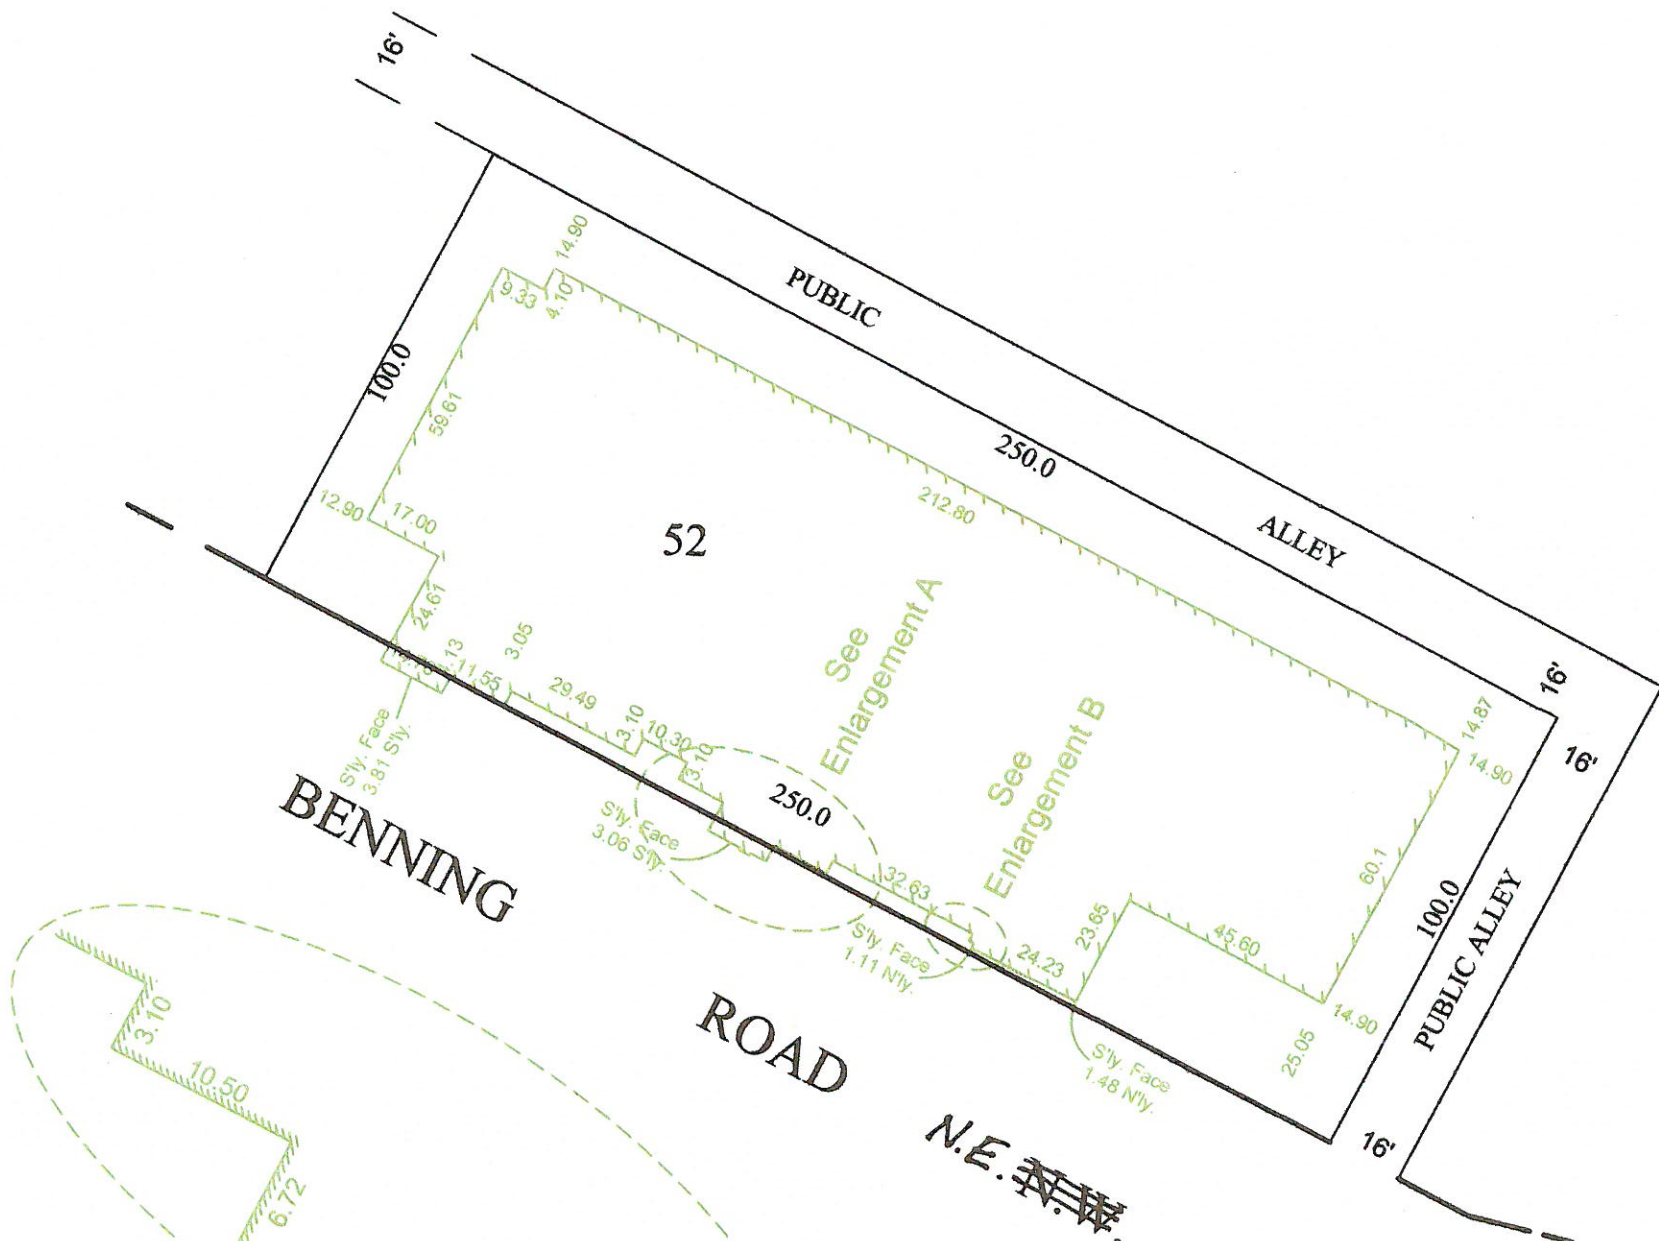 16'
14.90
9.33
4.10
PUBLIC
100.0
59.61
250.0
212.80
12.90
17.00
52
ALLEY
24.61
See
Enlargement A
.13
11.55
3.05
29.49
3.10
10.30
3.10
See
Enlargement B
16'
14.87
14.90
16'
S'ly. Face
3.81 S'ly.
250.0
BENNING
S'ly. Face
3.06 S'ly.
32.63
60.1
100.0
PUBLIC ALLEY
23.65
45.60
S'ly. Face
1.11 N'ly.
24.23
14.90
25.05
ROAD
S'ly. Face
1.48 N'ly.
N.E. N.W.
16'
3.10
10.50
6.72